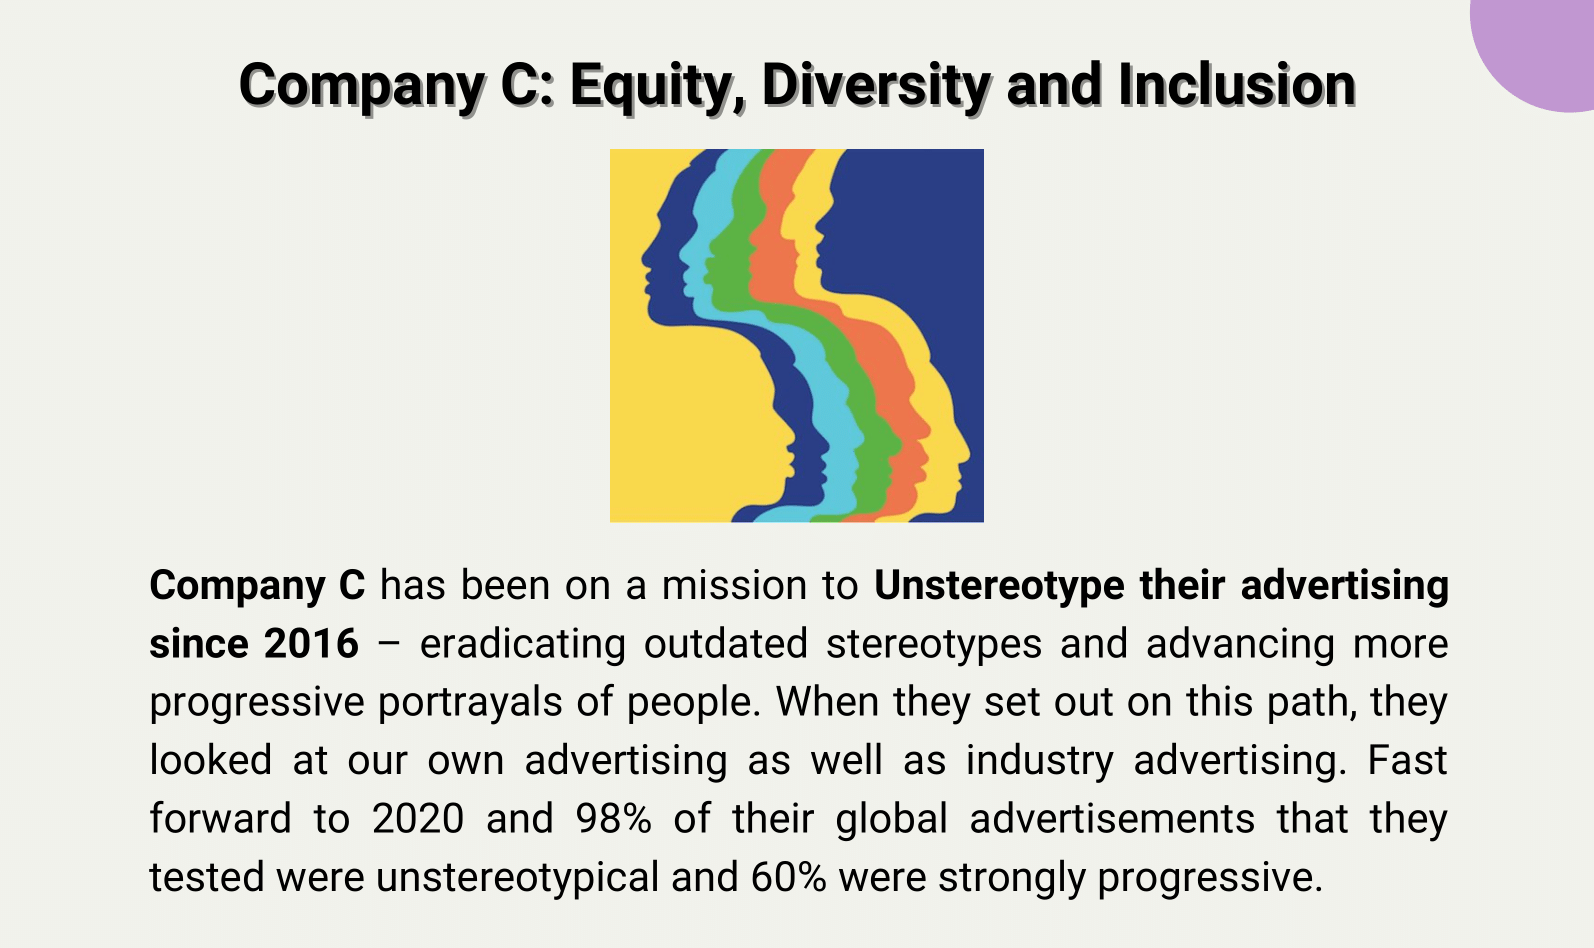 Company C: Equity, Diversity and Inclusion
Company C has been on a mission to Unstereotype their advertising
since 2016 – eradicating outdated stereotypes and advancing more
progressive portrayals of people. When they set out on this path, they
looked at our own advertising as well as industry advertising. Fast
forward to 2020 and 98% of their global advertisements that they
tested were unstereotypical and 60% were strongly progressive.